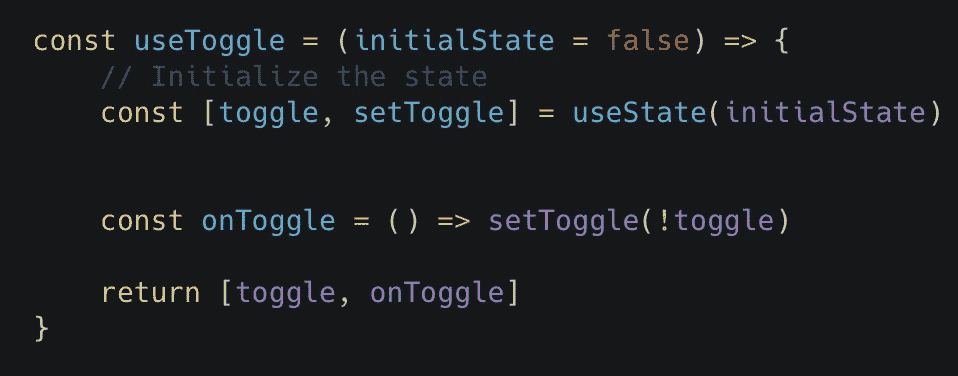 const useToggle = (initialState = false) => {
    // Initialize the state
    const [toggle, setToggle] = useState(initialState)
    const onToggle = () => setToggle(!toggle)
    return [toggle, onToggle]
}